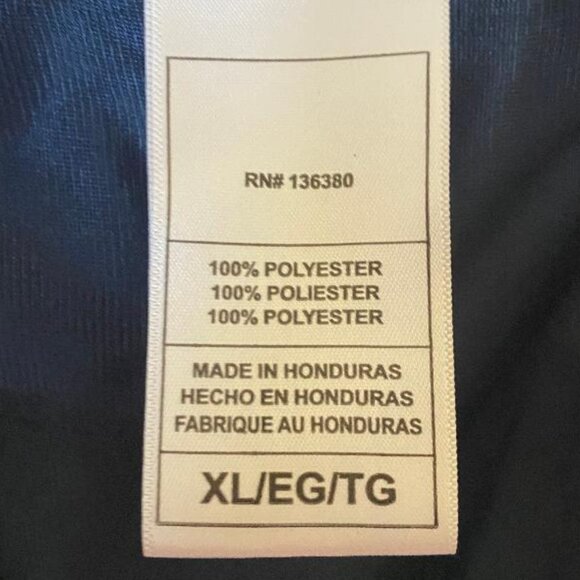 RN# 136380
100% POLYESTER
100% POLIESTER
100% POLYESTER
MADE IN HONDURAS
HECHO EN HONDURAS
FABRIQUE AU HONDURAS
XL/EG/TG